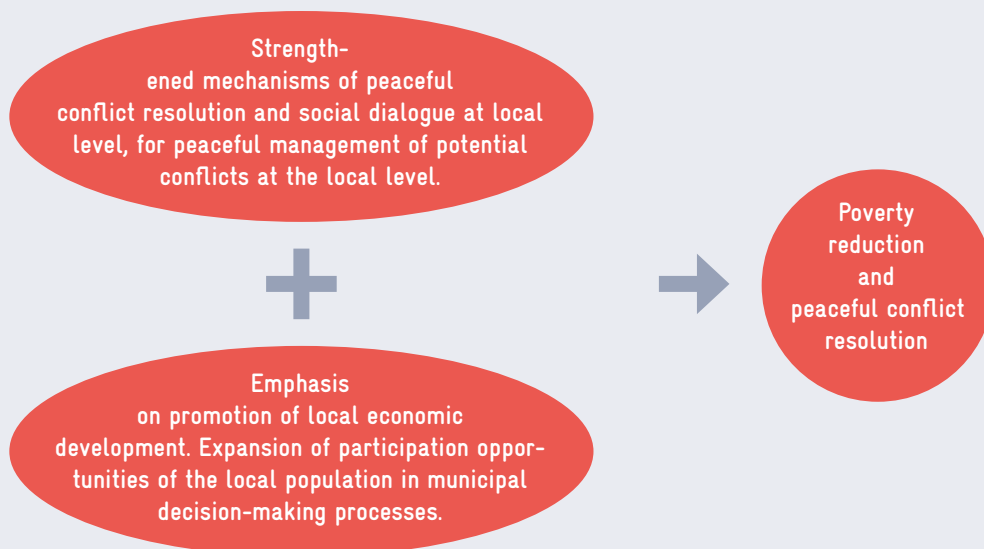 Strength-
ened mechanisms of peaceful
conflict resolution and social dialogue at local
level, for peaceful management of potential
conflicts at the local level.
Emphasis
on promotion of local economic
development. Expansion of participation oppor-
tunities of the local population in municipal
decision-making processes.
Poverty
reduction
and
peaceful conflict
resolution